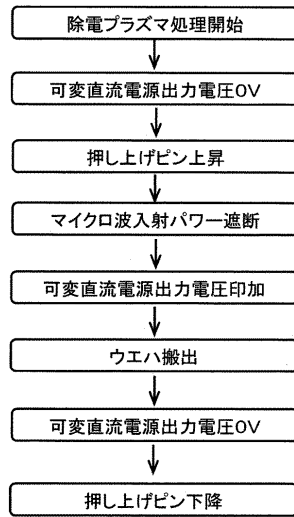 除電プラズマ処理開始
可変直流電源出力電圧0V
押し上げピン上昇
マイクロ波入射パワー遮断
可変直流電源出力電圧印加
ウエハ搬出
可変直流電源出力電圧0V
押し上げピン下降